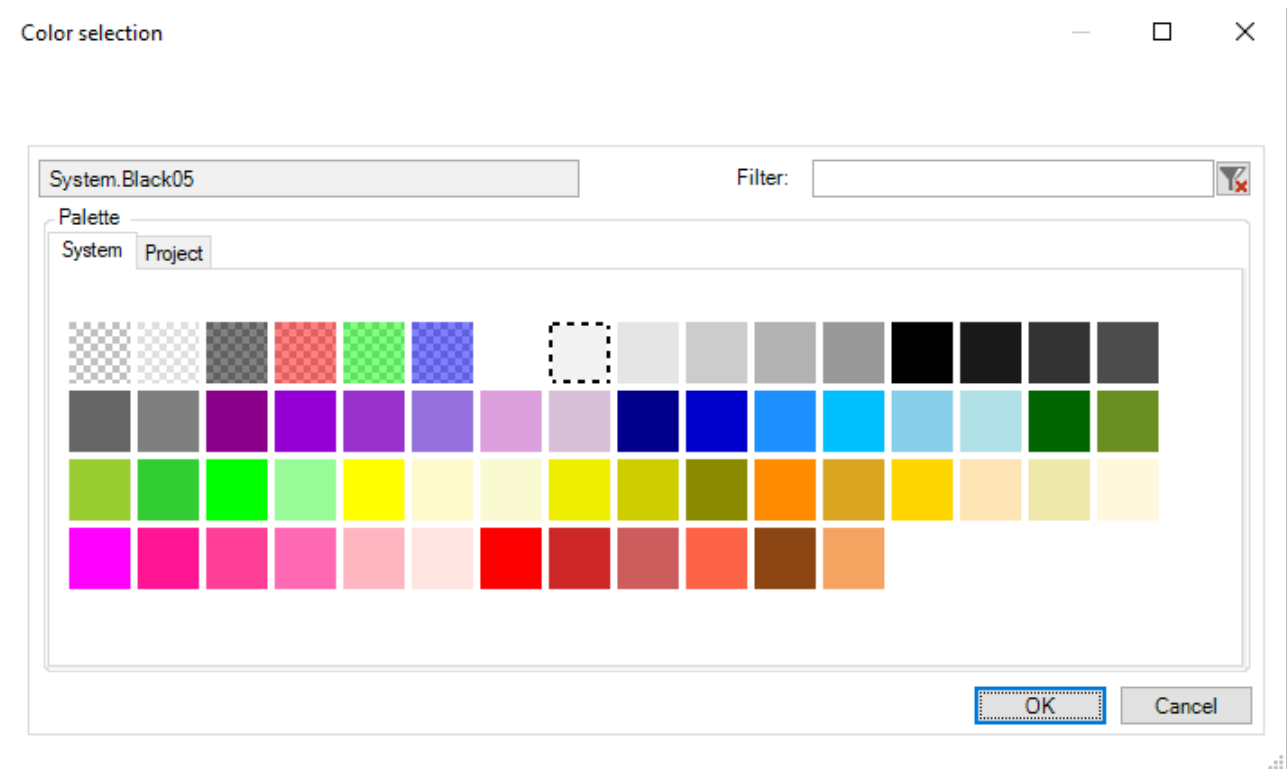 Color selection
System.Black05
Filter:
Palette
System
Project
OK
Cancel